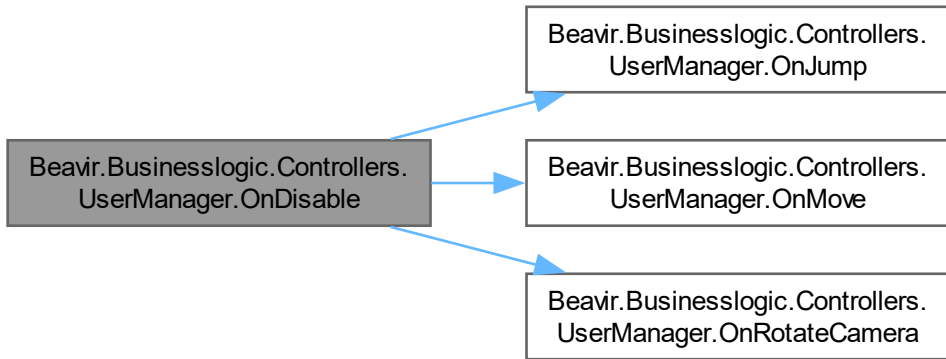 Beavir.Businesslogic.Controllers.
UserManager.OnDisable
Beavir.Businesslogic.Controllers.
UserManager.OnJump
Beavir.Businesslogic.Controllers.
UserManager.OnMove
Beavir.Businesslogic.Controllers.
UserManager.OnRotateCamera